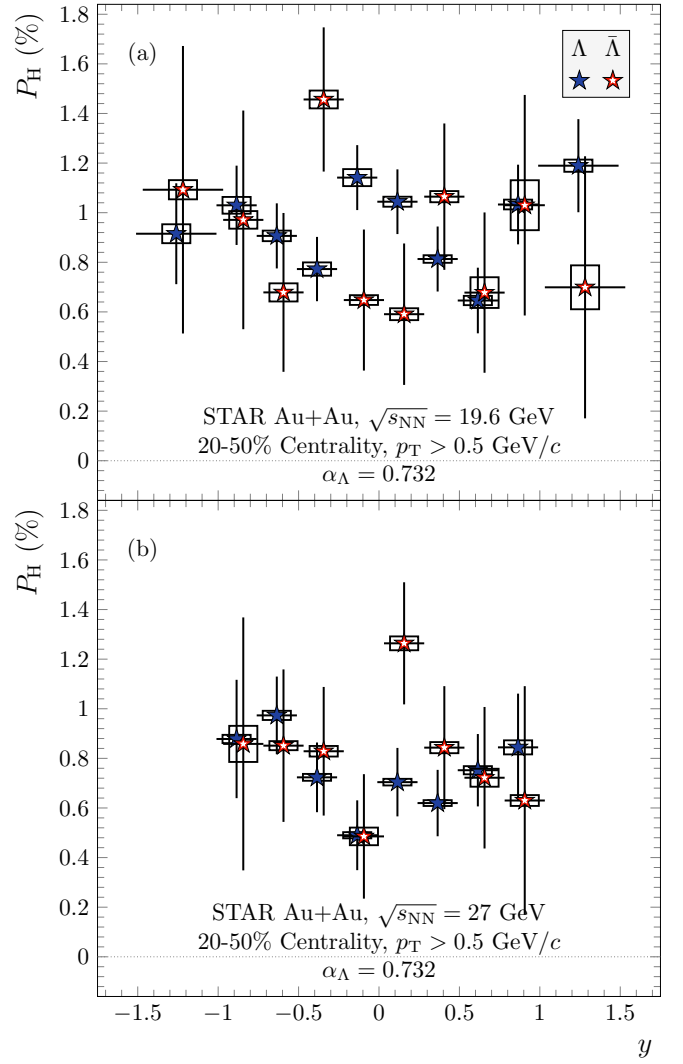 1.8
1.6
1.4
1.2
1
0.8
0.6
0.4
0.2
0
P_H (%)
(a)
Λ Λ̄
STAR Au+Au, √s_NN = 19.6 GeV
20-50% Centrality, p_T > 0.5 GeV/c
α_Λ = 0.732
1.8
1.6
1.4
1.2
1
0.8
0.6
0.4
0.2
0
P_H (%)
(b)
STAR Au+Au, √s_NN = 27 GeV
20-50% Centrality, p_T > 0.5 GeV/c
α_Λ = 0.732
−1.5 −1 −0.5 0 0.5 1 1.5
y